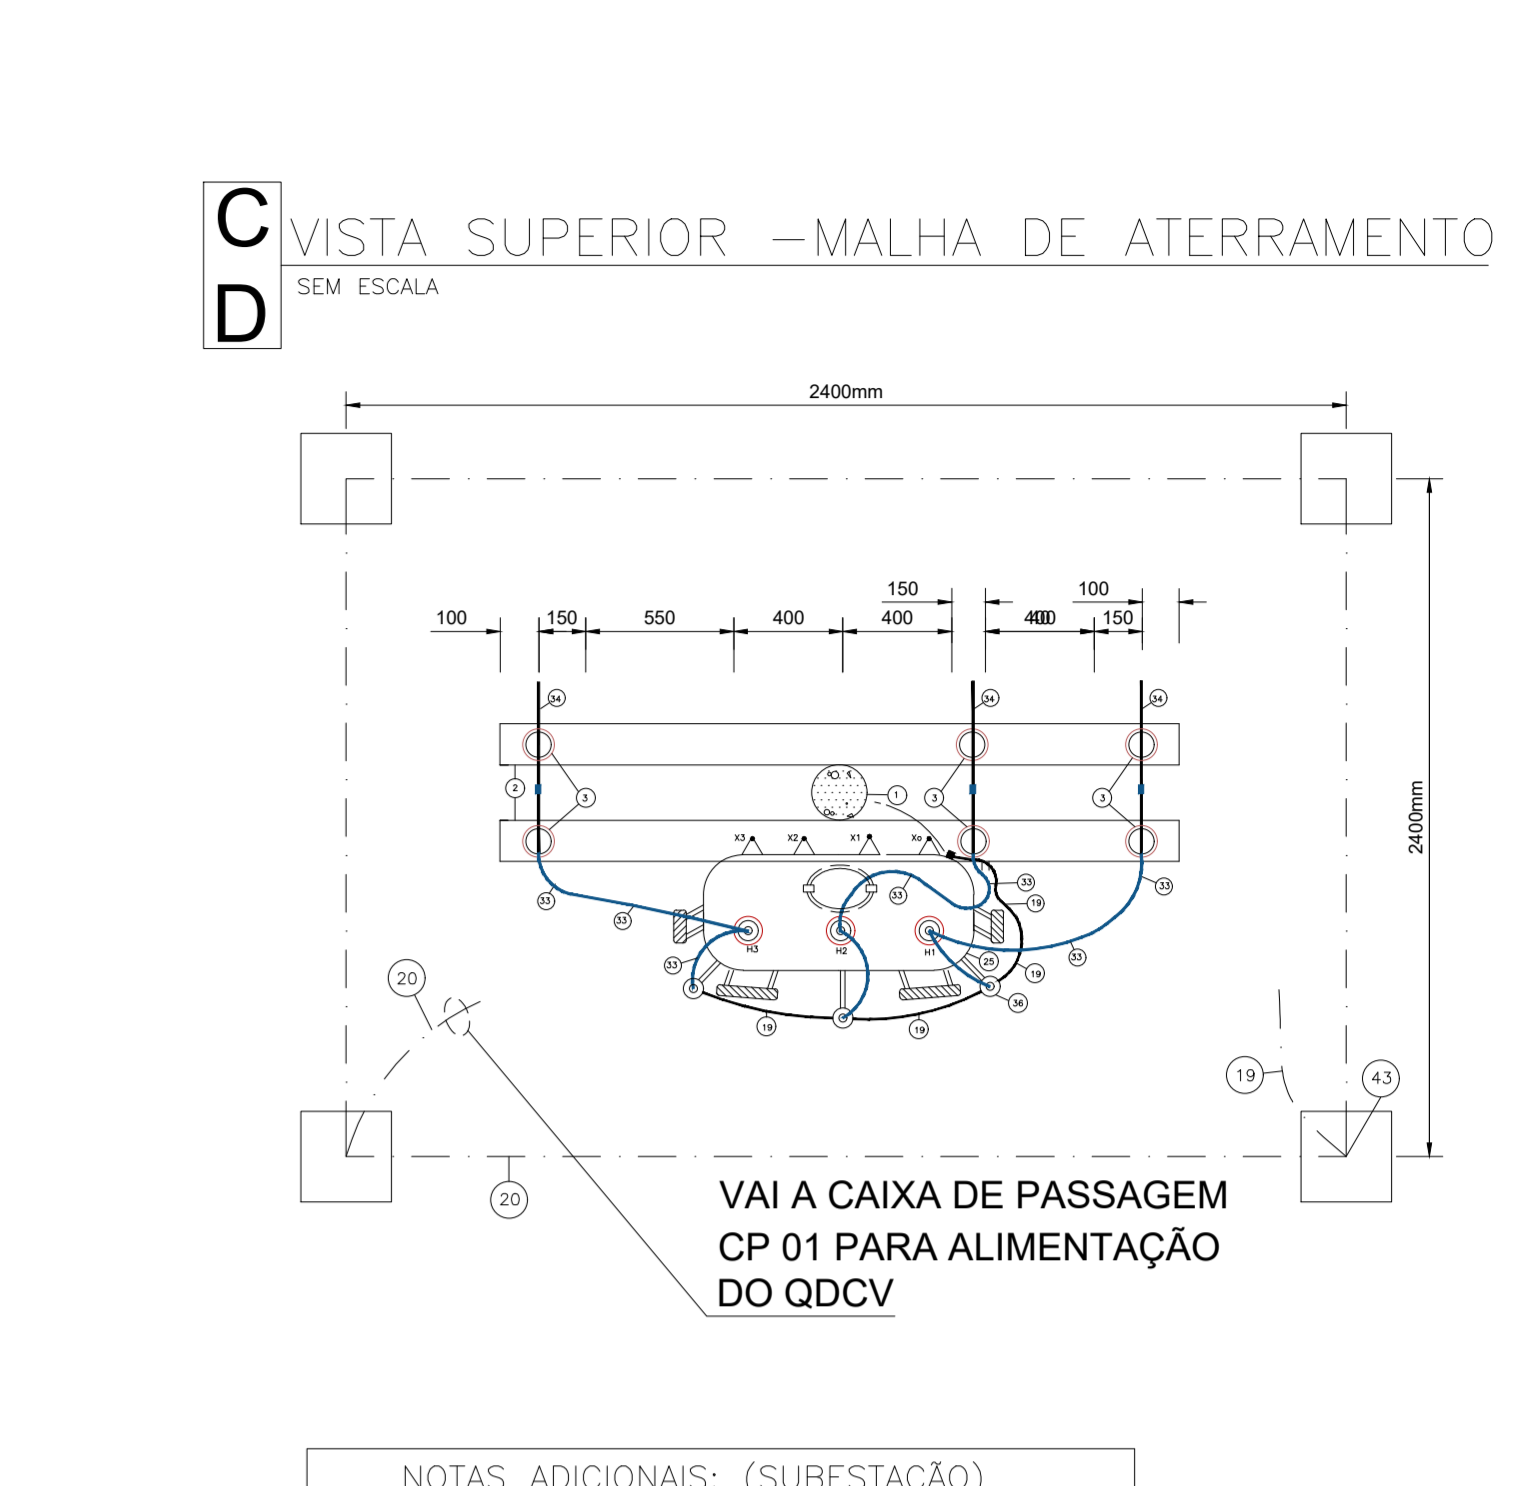 C
D
VISTA SUPERIOR -MALHA DE ATERRAMENTO
SEM ESCALA
2400mm
150 100
100 150 550 400 400 400 150
34 34 34
2 3 1 3 3
X3 X2 X1 Xo
33 33 33 33
33 19
H3 H2 H1
33 25 33
19
36
19 19
20
2400mm
19 43
20
VAI A CAIXA DE PASSAGEM
CP 01 PARA ALIMENTAÇÃO
DO QDCV
NOTAS ADICIONAIS: (SUBESTAÇÃO)